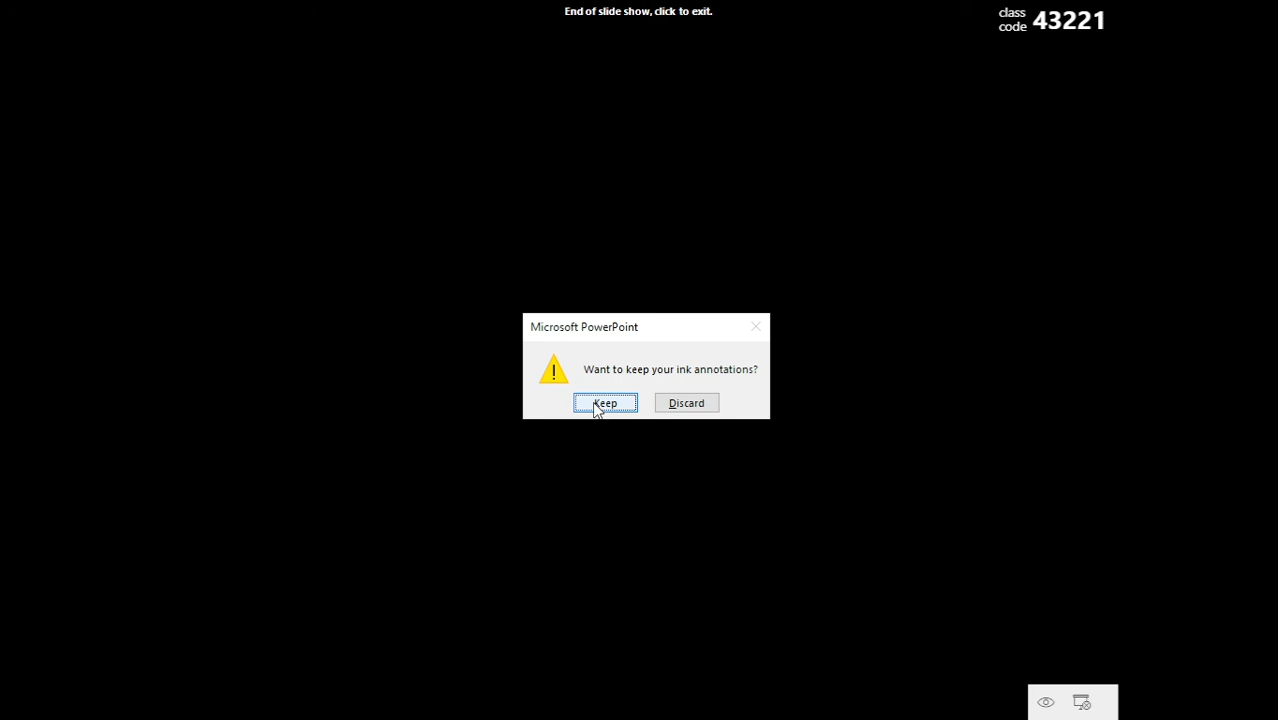 End of slide show, click to exit.
class
code 43221
Microsoft PowerPoint
Want to keep your ink annotations?
Keep
Discard